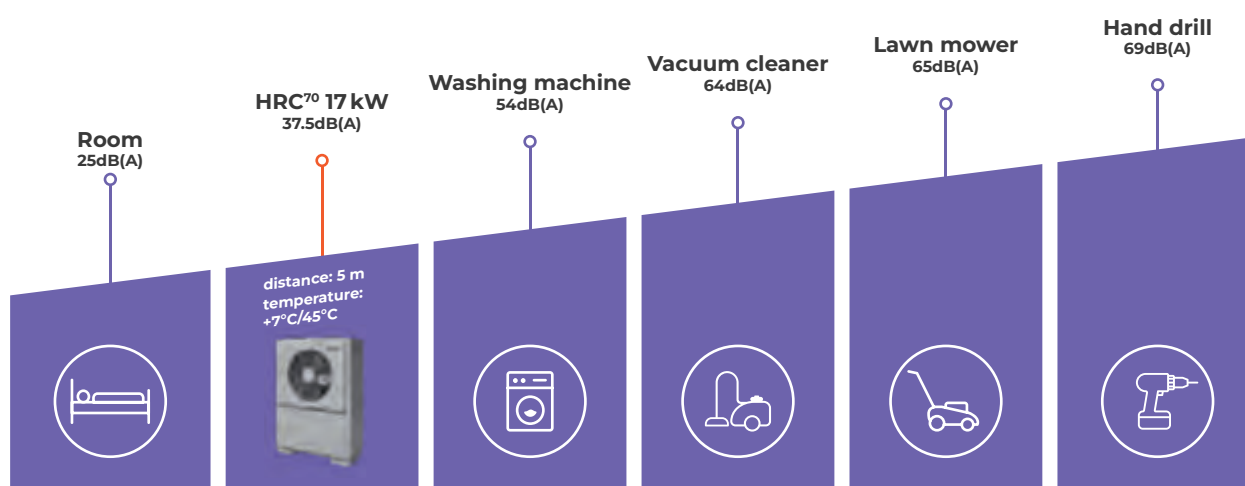 Room
25dB(A)
HRC⁷⁰ 17 kW
37.5dB(A)
distance: 5 m
temperature:
+7°C/45°C
Washing machine
54dB(A)
Vacuum cleaner
64dB(A)
Lawn mower
65dB(A)
Hand drill
69dB(A)